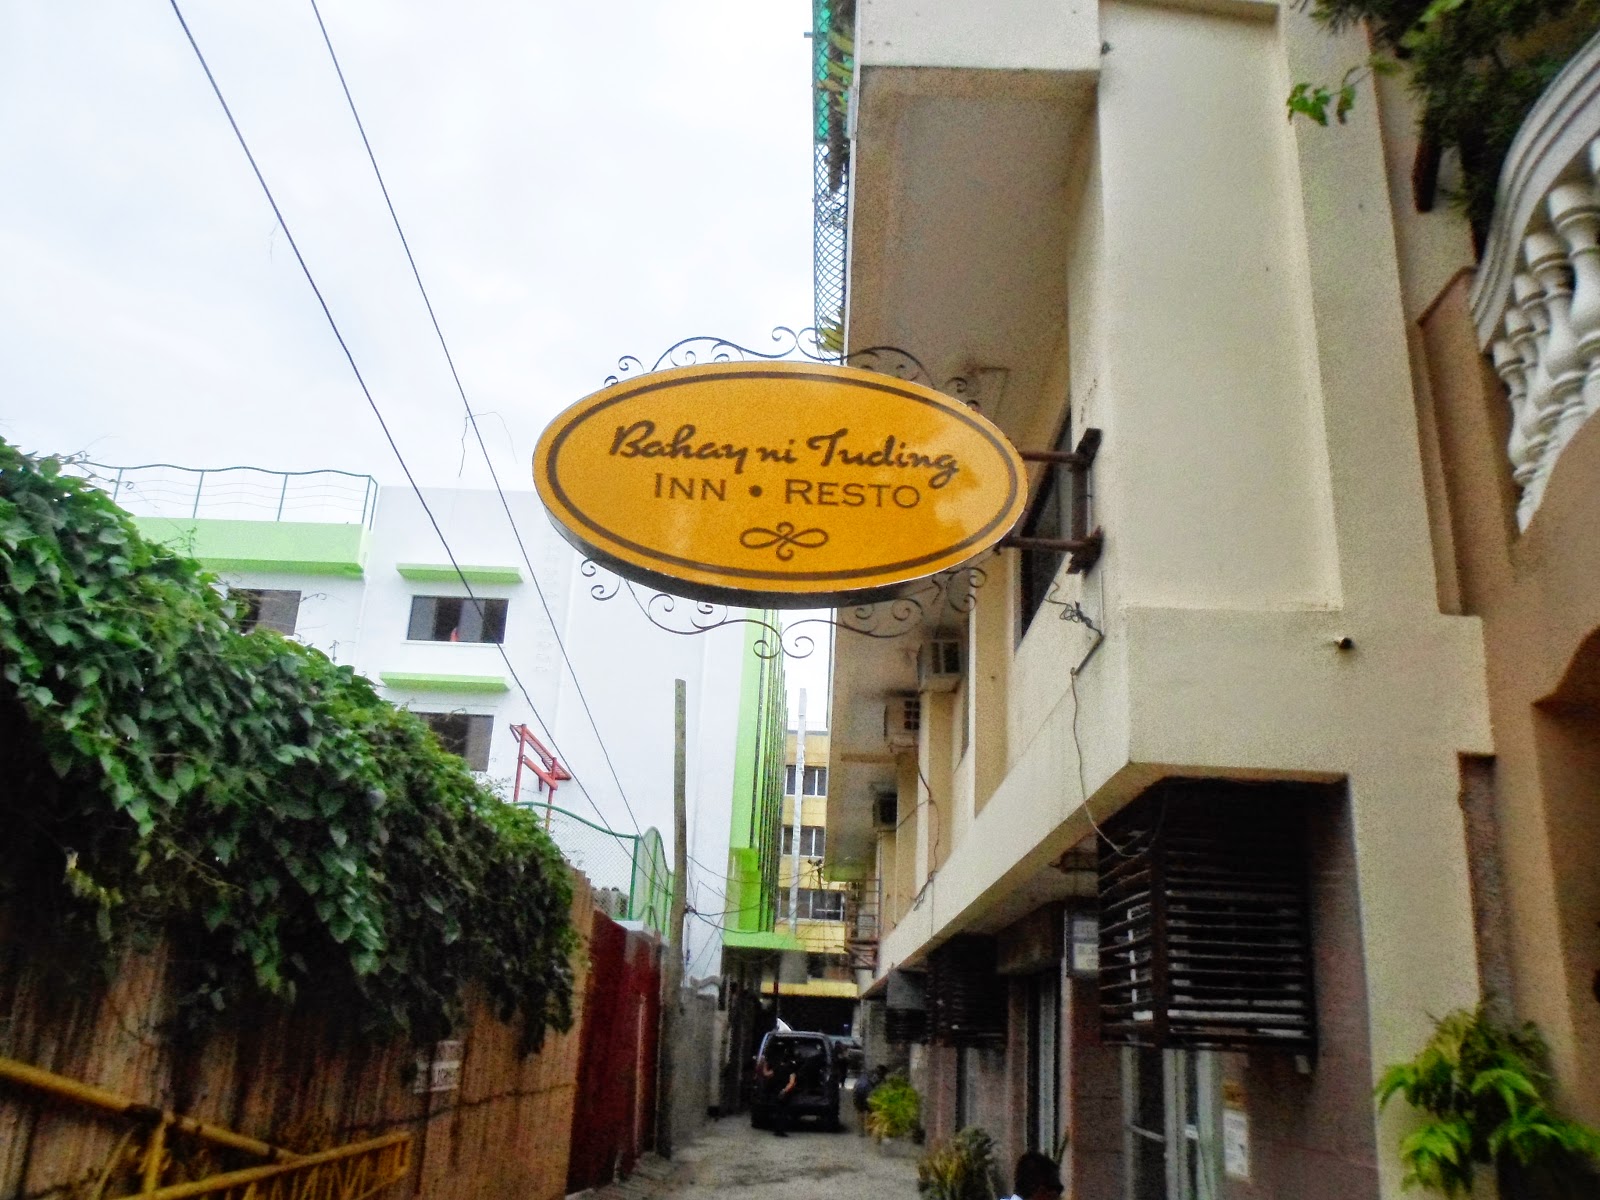 Bahay ni Tuding
INN • RESTO